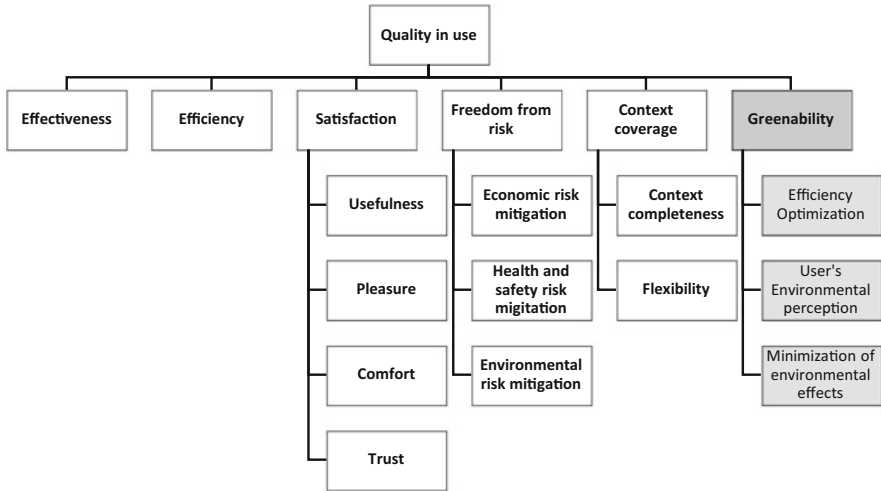 Quality in use
Effectiveness
Efficiency
Satisfaction
Freedom from
risk
Context
coverage
Greenability
Usefulness
Economic risk
mitigation
Context
completeness
Efficiency
Optimization
Pleasure
Health and
safety risk
migitation
Flexibility
User's
Environmental
perception
Comfort
Environmental
risk mitigation
Minimization of
environmental
effects
Trust